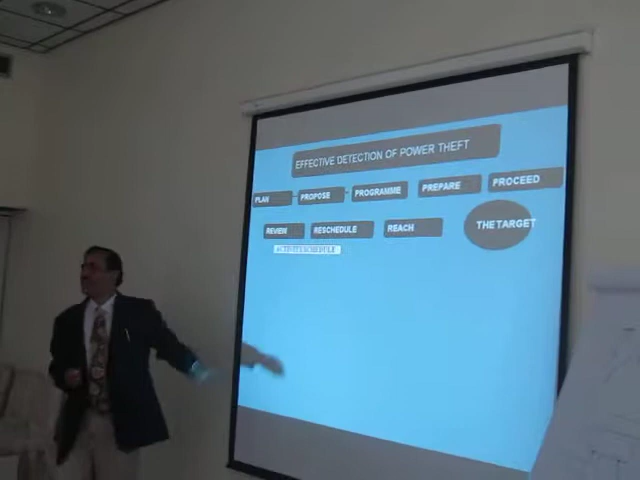 EFFECTIVE DETECTION OF POWER THEFT
PLAN PROPOSE PROGRAMME PREPARE PROCEED
REVIEW RESCHEDULE REACH THE TARGET